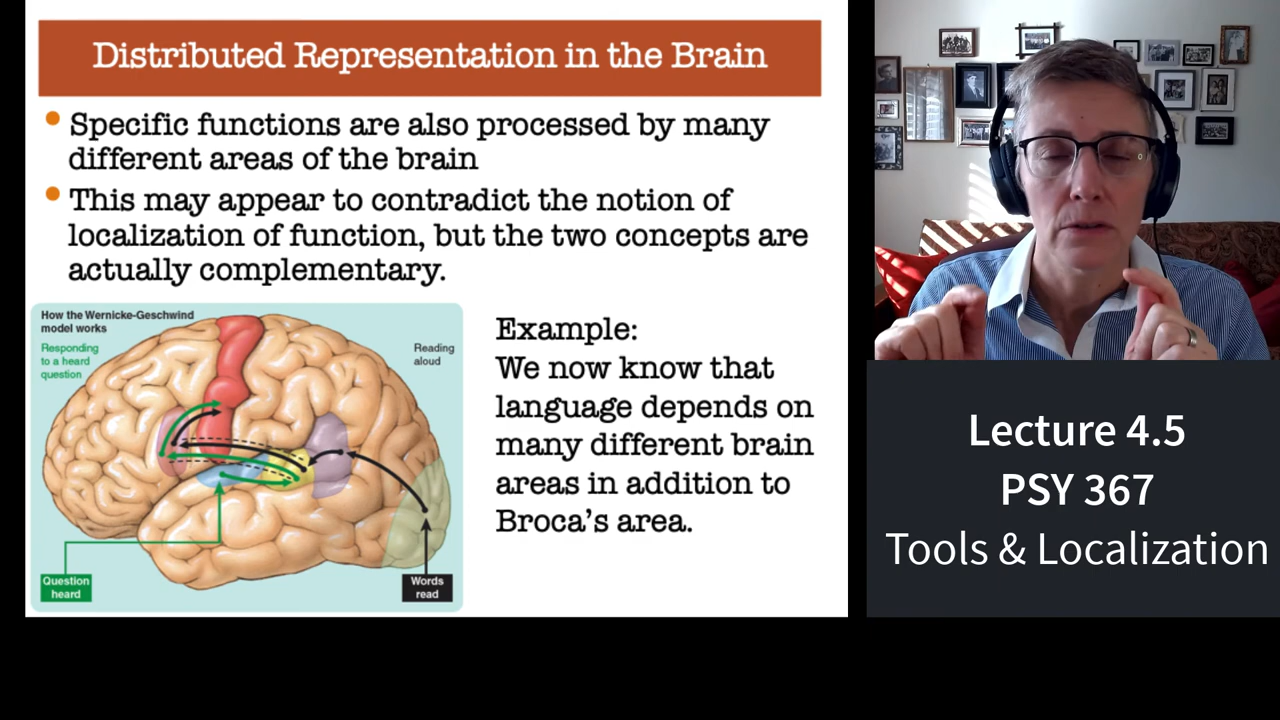 Distributed Representation in the Brain
Specific functions are also processed by many
different areas of the brain
This may appear to contradict the notion of
localization of function, but the two concepts are
actually complementary.
How the Wernicke-Geschwind
model works
Responding
to a heard
question
Reading
aloud
Question
heard
Words
read
Example:
We now know that
language depends on
many different brain
areas in addition to
Broca's area.
Lecture 4.5
PSY 367
Tools & Localization